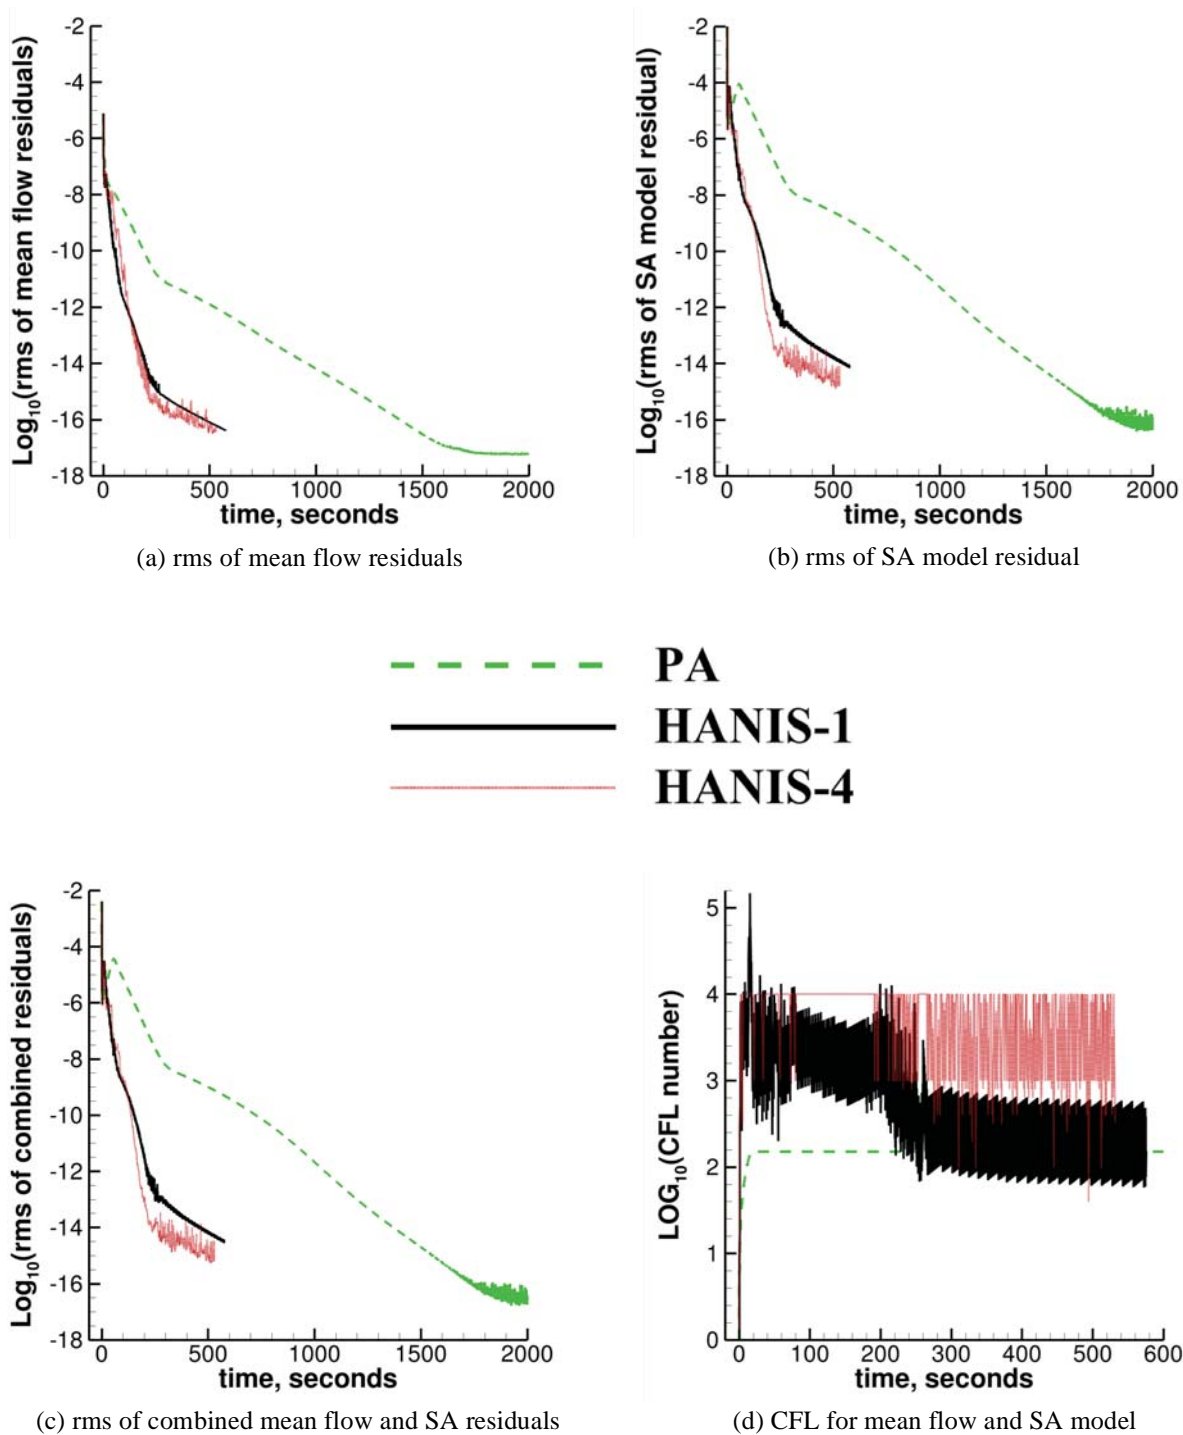 Log10(rms of mean flow residuals)
-2
-4
-6
-8
-10
-12
-14
-16
-18
0 500 1000 1500 2000
time, seconds
(a) rms of mean flow residuals
Log10(rms of SA model residual)
-2
-4
-6
-8
-10
-12
-14
-16
-18
0 500 1000 1500 2000
time, seconds
(b) rms of SA model residual
PA
HANIS-1
HANIS-4
Log10(rms of combined residuals)
-2
-4
-6
-8
-10
-12
-14
-16
-18
0 500 1000 1500 2000
time, seconds
(c) rms of combined mean flow and SA residuals
LOG10(CFL number)
5
4
3
2
1
0
0 100 200 300 400 500 600
time, seconds
(d) CFL for mean flow and SA model